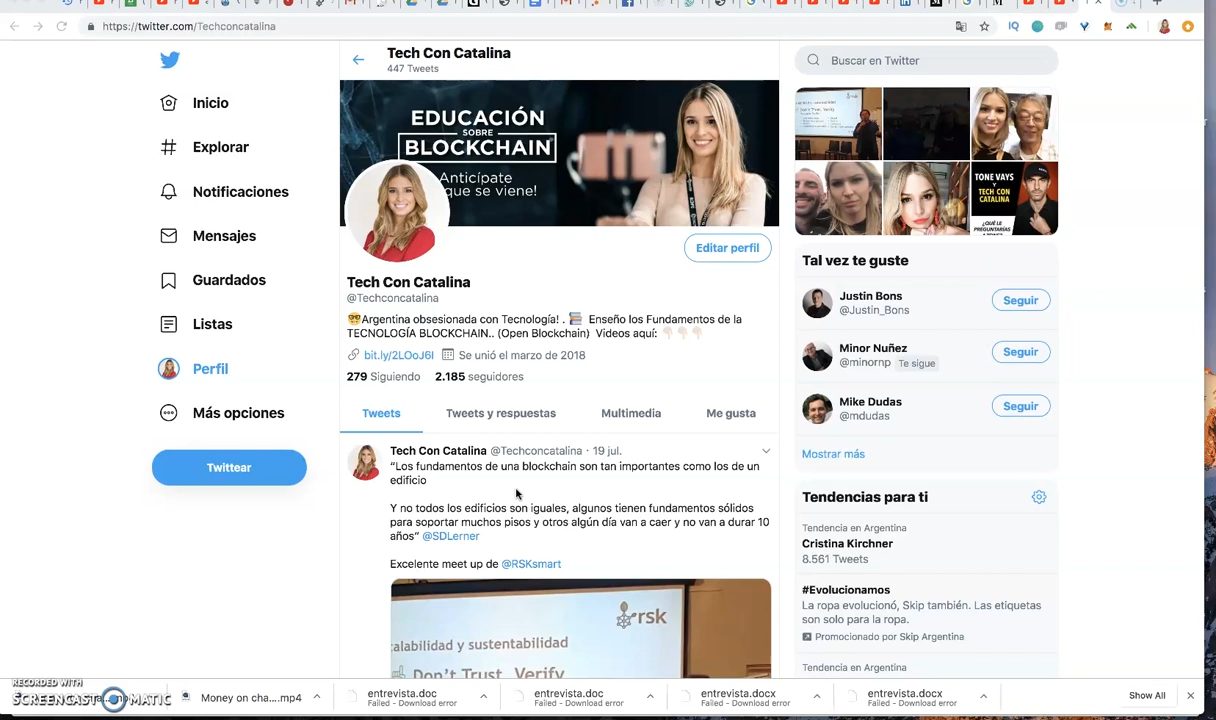 https://twitter.com/Techconcatalina
Tech Con Catalina
447 Tweets
Buscar en Twitter
Inicio
Explorar
Notificaciones
Mensajes
Guardados
Listas
Perfil
Más opciones
Twittear
EDUCACIÓN
SOBRE
BLOCKCHAIN
Anticípate
que se viene!
Editar perfil
Tech Con Catalina
@Techconcatalina
Argentina obsesionada con Tecnología! . Enseño los Fundamentos de la
TECNOLOGÍA BLOCKCHAIN.. (Open Blockchain) Videos aquí:
bit.ly/2LOoJ6I Se unió el marzo de 2018
279 Siguiendo 2.185 seguidores
Tweets Tweets y respuestas Multimedia Me gusta
Tech Con Catalina @Techconcatalina · 19 jul.
“Los fundamentos de una blockchain son tan importantes como los de un
edificio
Y no todos los edificios son iguales, algunos tienen fundamentos sólidos
para soportar muchos pisos y otros algún día van a caer y no van a durar 10
años” @SDLerner
Excelente meet up de @RSKsmart
rsk
calabilidad y sustentabilidad
Don't Trust, Verify
TONE VAYS
Y
TECH CON
CATALINA
¿QUÉ LE
PREGUNTARÍAS
Tal vez te guste
Justin Bons
@Justin_Bons
Seguir
Minor Nuñez
@minornp Te sigue
Seguir
Mike Dudas
@mdudas
Seguir
Mostrar más
Tendencias para ti
Tendencia en Argentina
Cristina Kirchner
8.561 Tweets
#Evolucionamos
La ropa evolucionó, Skip también. Las etiquetas
son solo para la ropa.
Promocionado por Skip Argentina
Tendencia en Argentina
RECORDED WITH
SCREENCAST-O-MATIC
Money on cha....mp4
entrevista.doc
Failed - Download error
entrevista.doc
Failed - Download error
entrevista.docx
Failed - Download error
entrevista.docx
Failed - Download error
Show All